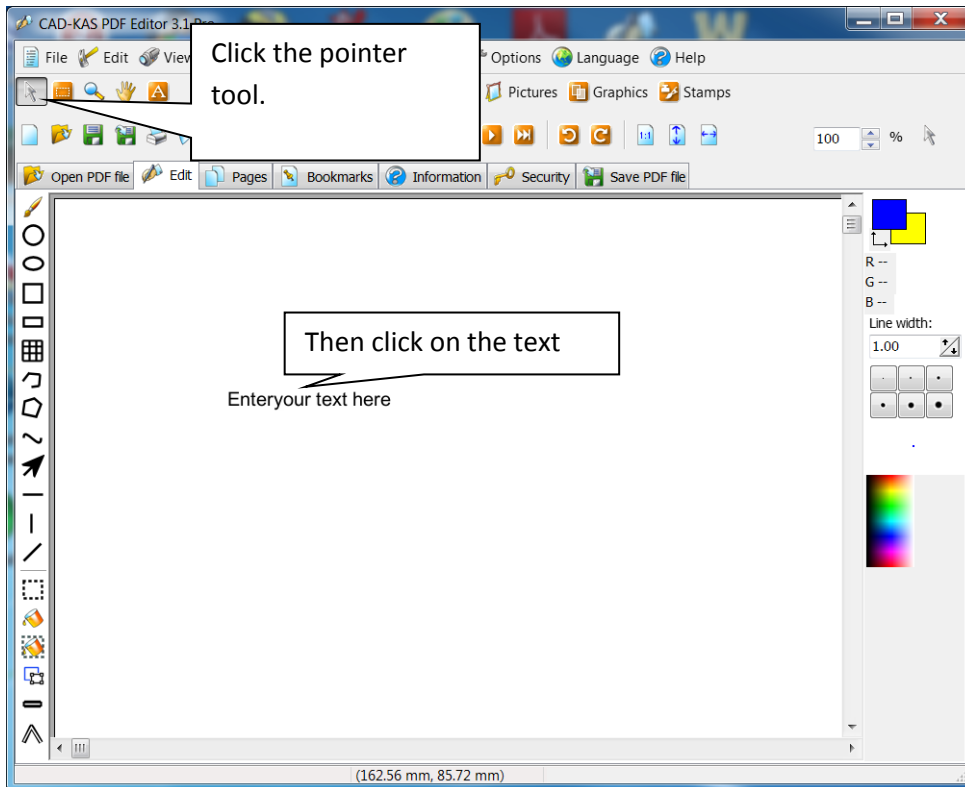 CAD-KAS PDF Editor 3.1 Pro
File Edit View Options Language Help
Click the pointer
tool.
Pictures Graphics Stamps
1:1 100 %
Open PDF file Edit Pages Bookmarks Information Security Save PDF file
R --
G --
B --
Line width:
1.00
Then click on the text
Enteryour text here
(162.56 mm, 85.72 mm)